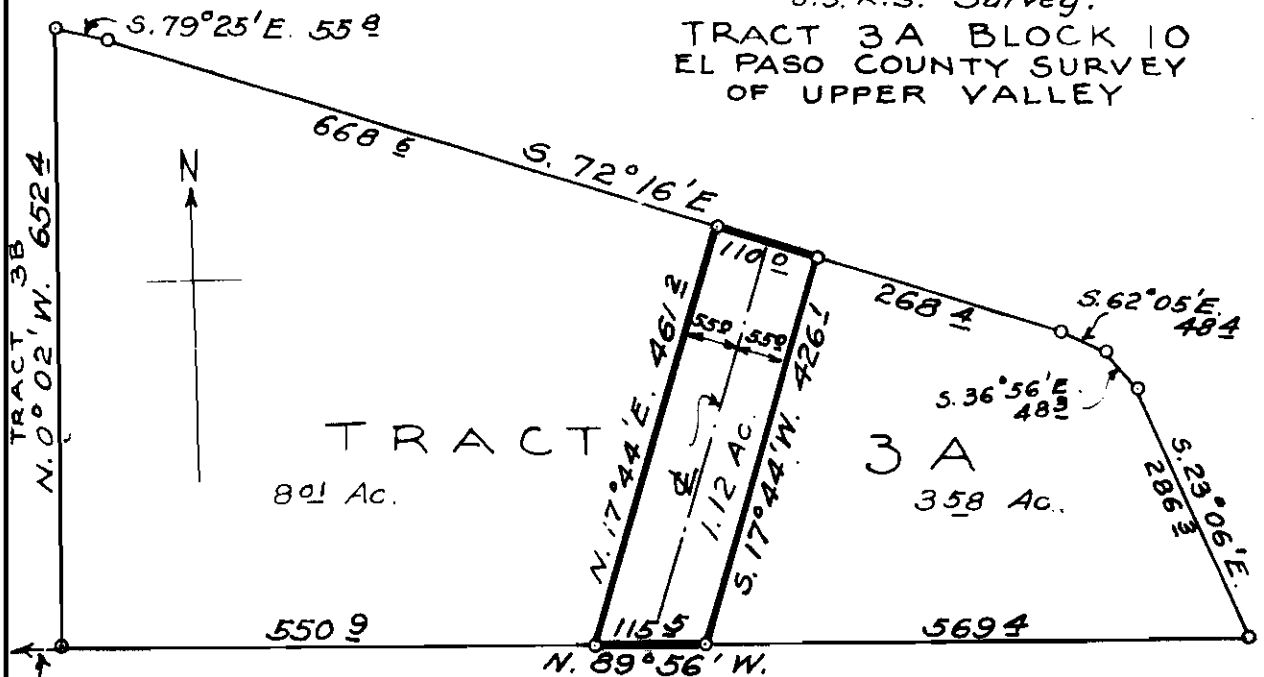 S. 79°25'E. 55 8
TRACT 3A BLOCK 10
EL PASO COUNTY SURVEY
OF UPPER VALLEY
668 6
S. 72°16'E
N
TRACT 3B
N. 0°02'W. 652 4
110 0
268 4
S. 62°05'E.
48 4
S. 36°56'E.
48 3
N. 17°44'E. 461 2
55 0
55 0
S. 17°44'W. 426 1
TRACT 3A
8 01 Ac.
℄
1.12 Ac.
3 58 Ac.
S. 23°06'E.
286 3
550 9
115 5
569 4
N. 89°56' W.